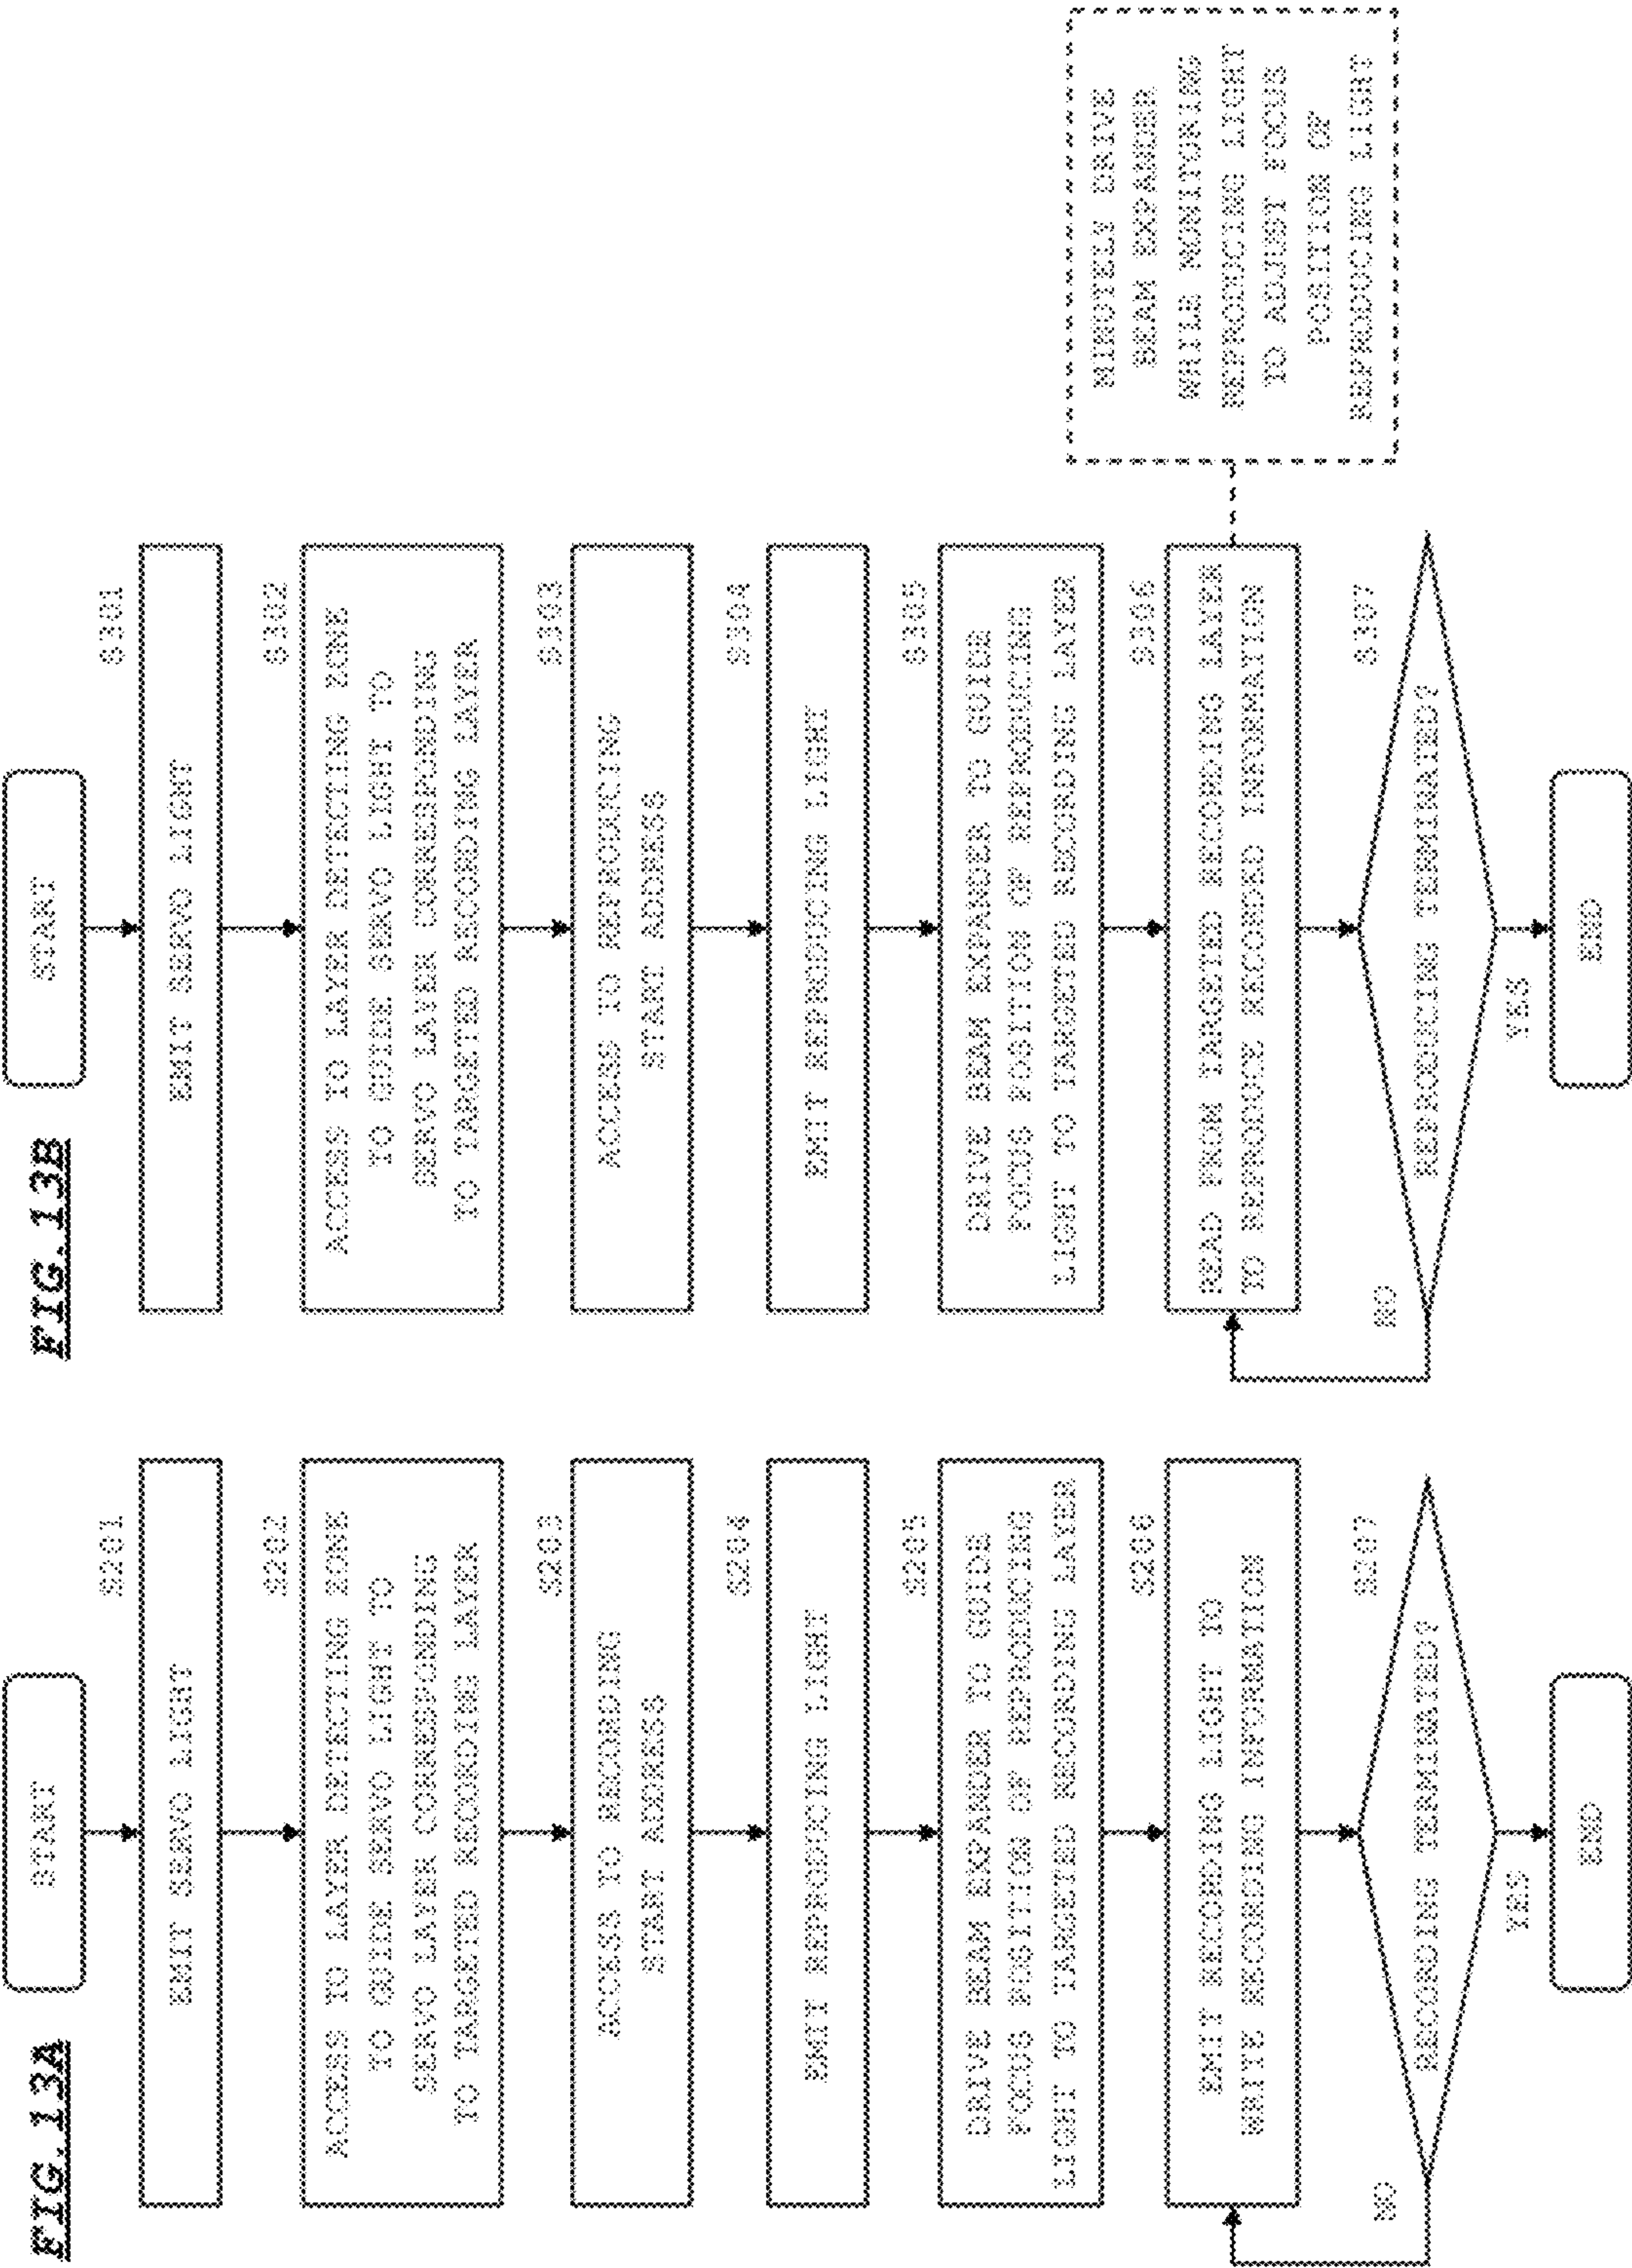 FIG. 13A
START
S201
EMIT SERVO LIGHT
S202
ACCESS TO LAYER DETECTING ZONE
TO GUIDE SERVO LIGHT TO
SERVO LAYER CORRESPONDING
TO TARGETED RECORDING LAYER
S203
ACCESS TO RECORDING
START ADDRESS
S204
EMIT REPRODUCING LIGHT
S205
DRIVE BEAM EXPANDER TO GUIDE
FOCUS POSITION OF REPRODUCING
LIGHT TO TARGETED RECORDING LAYER
S206
EMIT RECORDING LIGHT TO
WRITE RECORDING INFORMATION
S207
RECORDING TERMINATED?
NO
YES
END
FIG. 13B
START
S301
EMIT SERVO LIGHT
S302
ACCESS TO LAYER DETECTING ZONE
TO GUIDE SERVO LIGHT TO
SERVO LAYER CORRESPONDING
TO TARGETED RECORDING LAYER
S303
ACCESS TO REPRODUCING
START ADDRESS
S304
EMIT REPRODUCING LIGHT
S305
DRIVE BEAM EXPANDER TO GUIDE
FOCUS POSITION OF REPRODUCING
LIGHT TO TARGETED RECORDING LAYER
S306
READ FROM TARGETED RECORDING LAYER
TO REPRODUCE RECORDED INFORMATION
MINUTELY DRIVE
BEAM EXPANDER
WHILE MONITORING
REPRODUCING LIGHT
TO ADJUST FOCUS
POSITION OF
REPRODUCING LIGHT
S307
REPRODUCING TERMINATED?
NO
YES
END